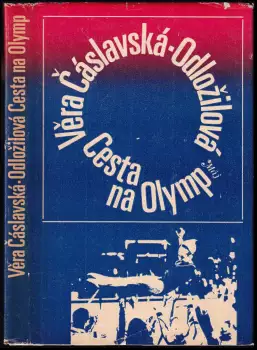 Věra Čáslavská-Odložilová Cesta na Olymp
Věra Čáslavská-Odložilová
Cesta
na Olymp